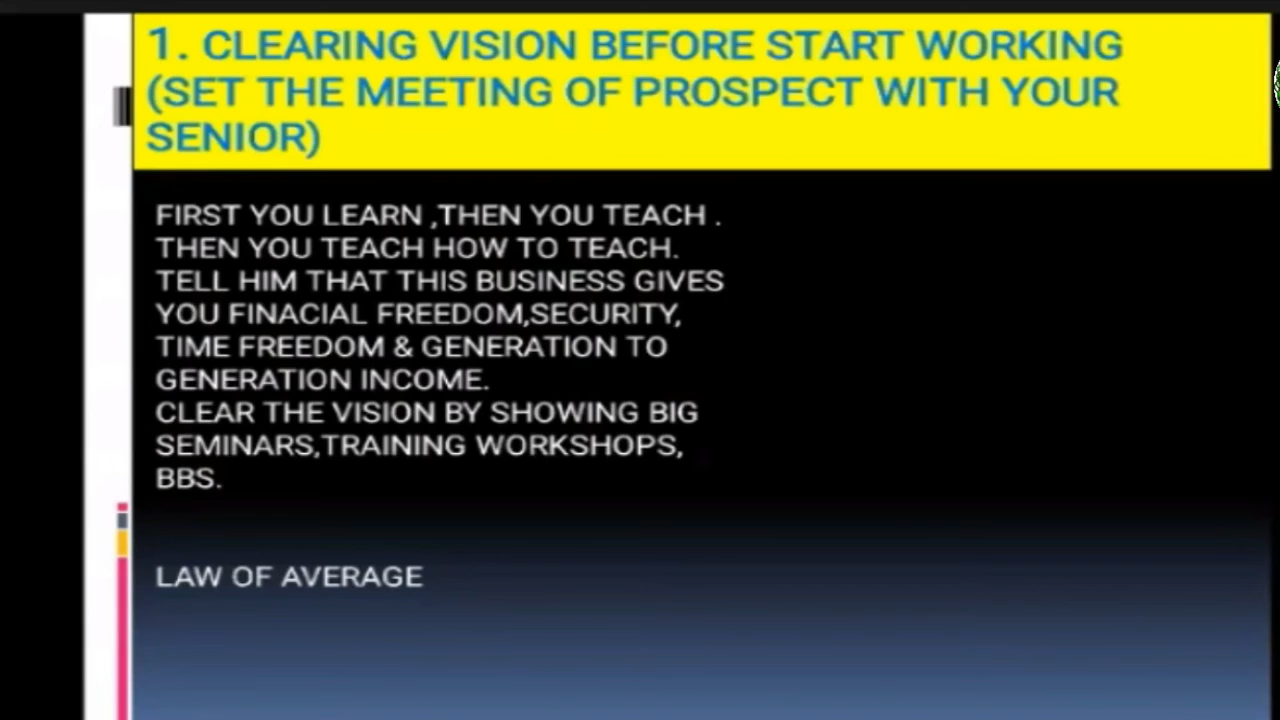 1. CLEARING VISION BEFORE START WORKING
(SET THE MEETING OF PROSPECT WITH YOUR
SENIOR)
FIRST YOU LEARN ,THEN YOU TEACH .
THEN YOU TEACH HOW TO TEACH.
TELL HIM THAT THIS BUSINESS GIVES
YOU FINACIAL FREEDOM,SECURITY,
TIME FREEDOM & GENERATION TO
GENERATION INCOME.
CLEAR THE VISION BY SHOWING BIG
SEMINARS,TRAINING WORKSHOPS,
BBS.
LAW OF AVERAGE